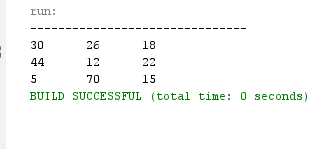 run:
-------------------------------
30 26 18
44 12 22
5 70 15
BUILD SUCCESSFUL (total time: 0 seconds)